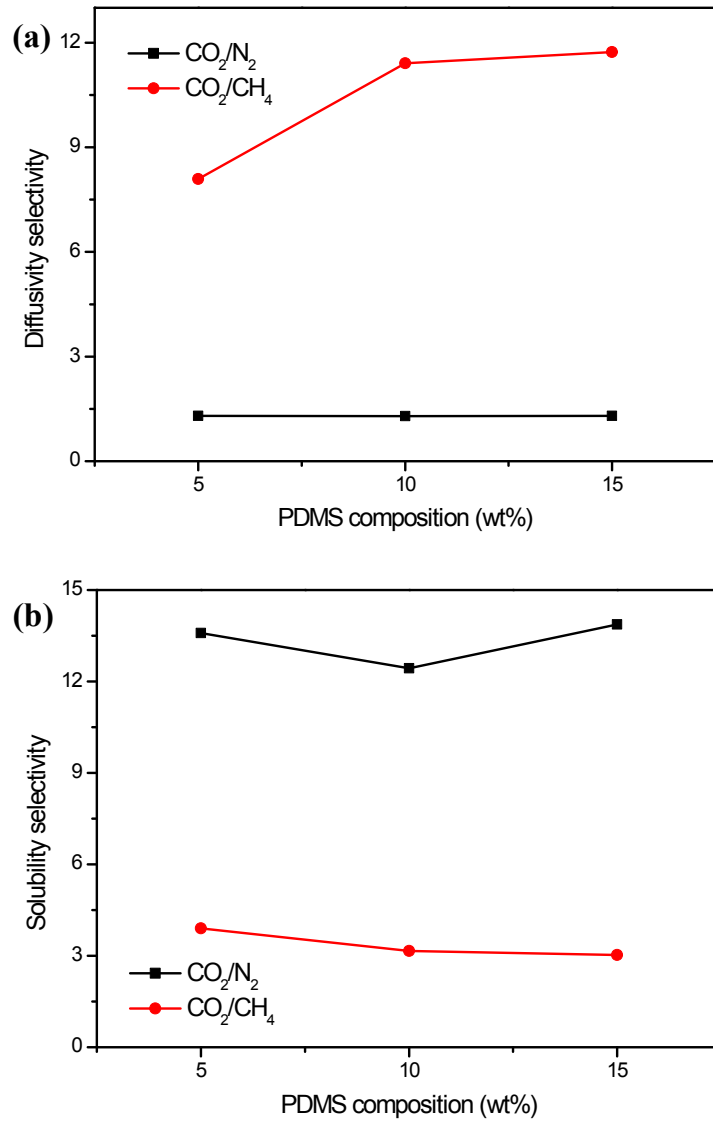 (a)
CO₂/N₂
CO₂/CH₄
12
9
6
3
0
Diffusivity selectivity
5 10 15
PDMS composition (wt%)
(b)
15
12
9
6
3
0
Solubility selectivity
CO₂/N₂
CO₂/CH₄
5 10 15
PDMS composition (wt%)